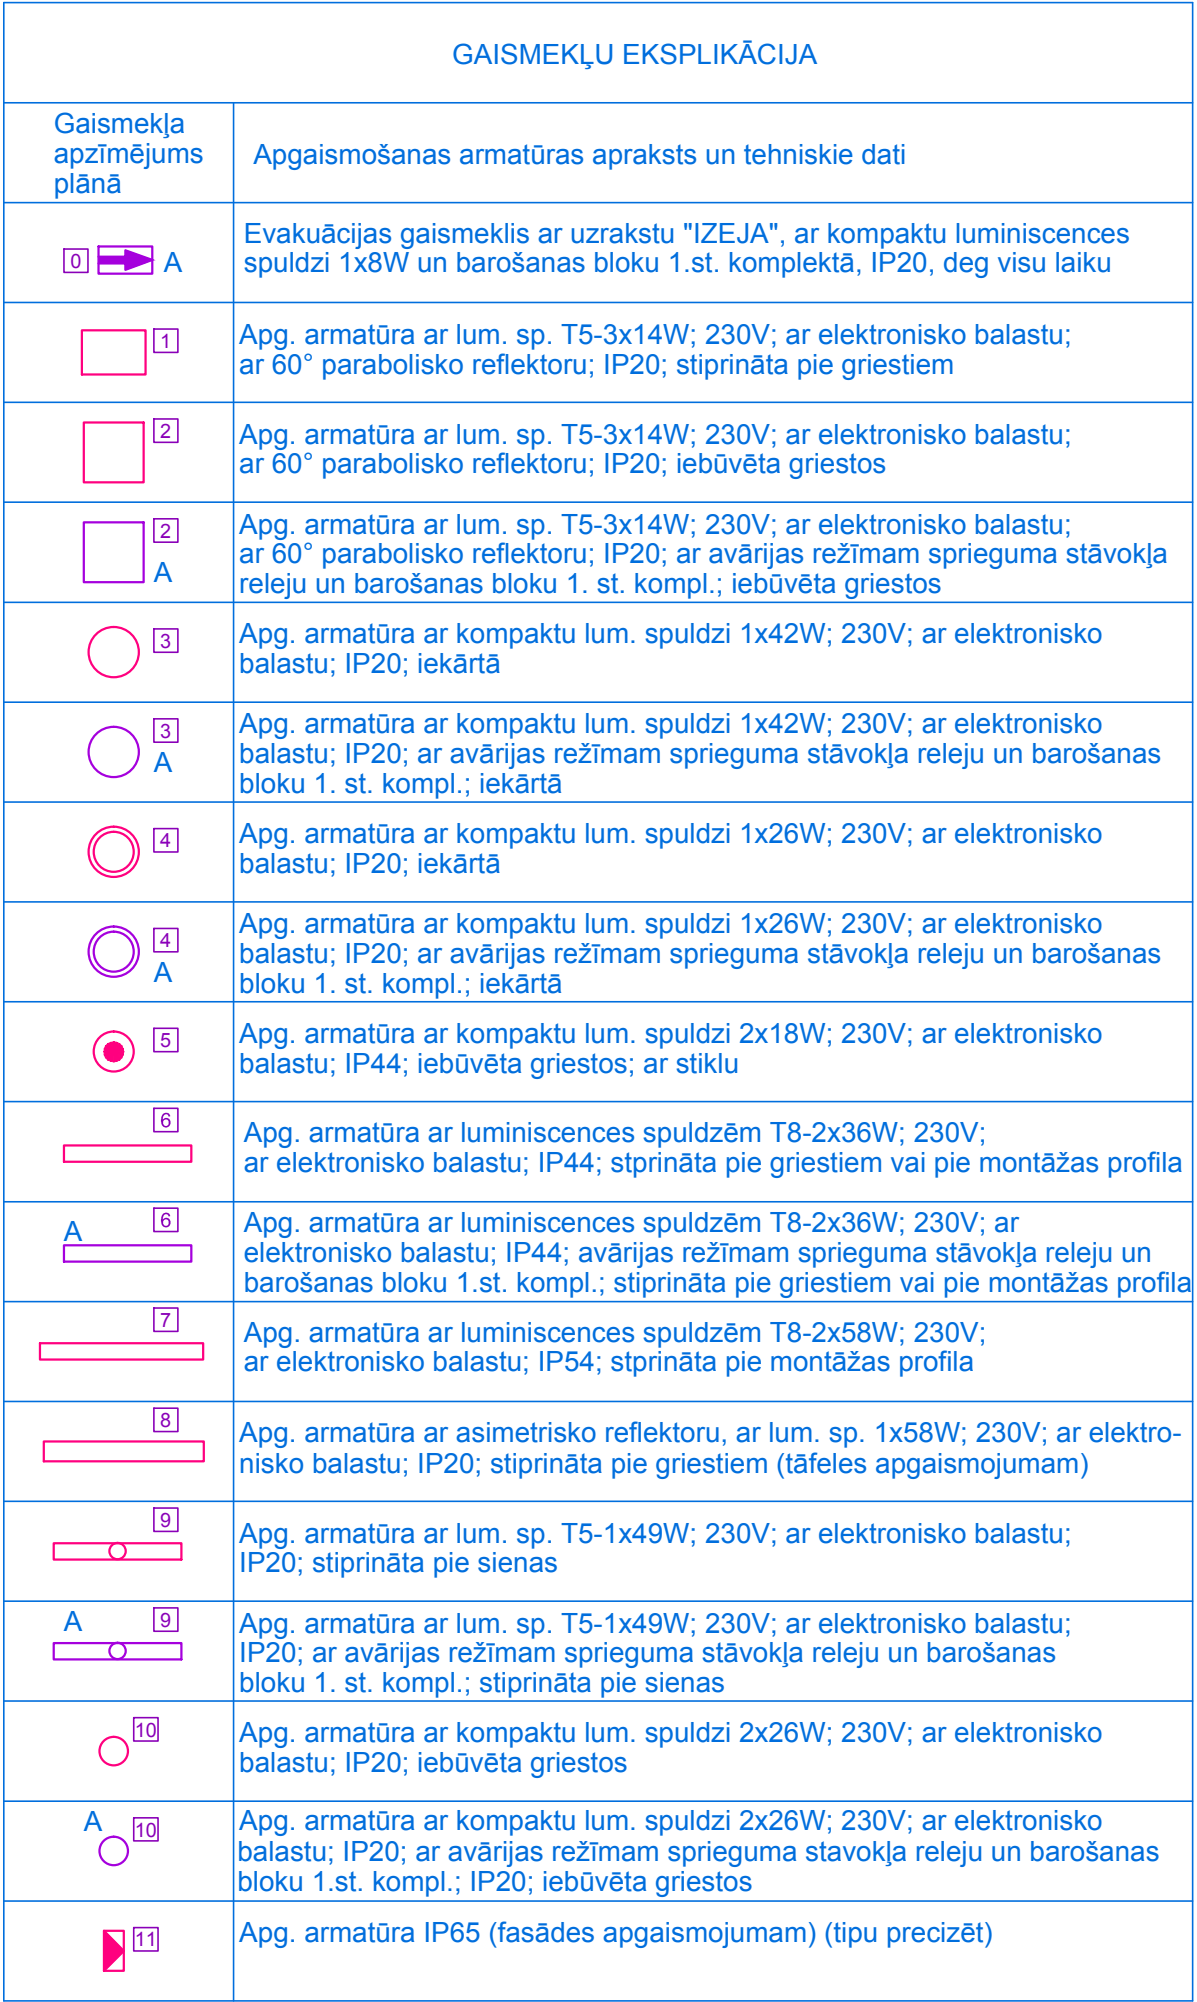 GAISMEKĻU EKSPLIKĀCIJA
Gaismekļa
apzīmējums
plānā
Apgaismošanas armatūras apraksts un tehniskie dati
0 A
Evakuācijas gaismeklis ar uzrakstu "IZEJA", ar kompaktu luminiscences
spuldzi 1x8W un barošanas bloku 1.st. komplektā, IP20, deg visu laiku
1
Apg. armatūra ar lum. sp. T5-3x14W; 230V; ar elektronisko balastu;
ar 60° parabolisko reflektoru; IP20; stiprināta pie griestiem
2
Apg. armatūra ar lum. sp. T5-3x14W; 230V; ar elektronisko balastu;
ar 60° parabolisko reflektoru; IP20; iebūvēta griestos
2
A
Apg. armatūra ar lum. sp. T5-3x14W; 230V; ar elektronisko balastu;
ar 60° parabolisko reflektoru; IP20; ar avārijas režīmam sprieguma stāvokļa
releju un barošanas bloku 1. st. kompl.; iebūvēta griestos
3
Apg. armatūra ar kompaktu lum. spuldzi 1x42W; 230V; ar elektronisko
balastu; IP20; iekārtā
3
A
Apg. armatūra ar kompaktu lum. spuldzi 1x42W; 230V; ar elektronisko
balastu; IP20; ar avārijas režīmam sprieguma stāvokļa releju un barošanas
bloku 1. st. kompl.; iekārtā
4
Apg. armatūra ar kompaktu lum. spuldzi 1x26W; 230V; ar elektronisko
balastu; IP20; iekārtā
4
A
Apg. armatūra ar kompaktu lum. spuldzi 1x26W; 230V; ar elektronisko
balastu; IP20; ar avārijas režīmam sprieguma stāvokļa releju un barošanas
bloku 1. st. kompl.; iekārtā
5
Apg. armatūra ar kompaktu lum. spuldzi 2x18W; 230V; ar elektronisko
balastu; IP44; iebūvēta griestos; ar stiklu
6
Apg. armatūra ar luminiscences spuldzēm T8-2x36W; 230V;
ar elektronisko balastu; IP44; stprināta pie griestiem vai pie montāžas profila
A 6
Apg. armatūra ar luminiscences spuldzēm T8-2x36W; 230V; ar
elektronisko balastu; IP44; avārijas režīmam sprieguma stāvokļa releju un
barošanas bloku 1.st. kompl.; stiprināta pie griestiem vai pie montāžas profila
7
Apg. armatūra ar luminiscences spuldzēm T8-2x58W; 230V;
ar elektronisko balastu; IP54; stprināta pie montāžas profila
8
Apg. armatūra ar asimetrisko reflektoru, ar lum. sp. 1x58W; 230V; ar elektro-
nisko balastu; IP20; stiprināta pie griestiem (tāfeles apgaismojumam)
9
Apg. armatūra ar lum. sp. T5-1x49W; 230V; ar elektronisko balastu;
IP20; stiprināta pie sienas
A 9
Apg. armatūra ar lum. sp. T5-1x49W; 230V; ar elektronisko balastu;
IP20; ar avārijas režīmam sprieguma stāvokļa releju un barošanas
bloku 1. st. kompl.; stiprināta pie sienas
10
Apg. armatūra ar kompaktu lum. spuldzi 2x26W; 230V; ar elektronisko
balastu; IP20; iebūvēta griestos
A 10
Apg. armatūra ar kompaktu lum. spuldzi 2x26W; 230V; ar elektronisko
balastu; IP20; ar avārijas režīmam sprieguma stavokļa releju un barošanas
bloku 1.st. kompl.; IP20; iebūvēta griestos
11
Apg. armatūra IP65 (fasādes apgaismojumam) (tipu precizēt)